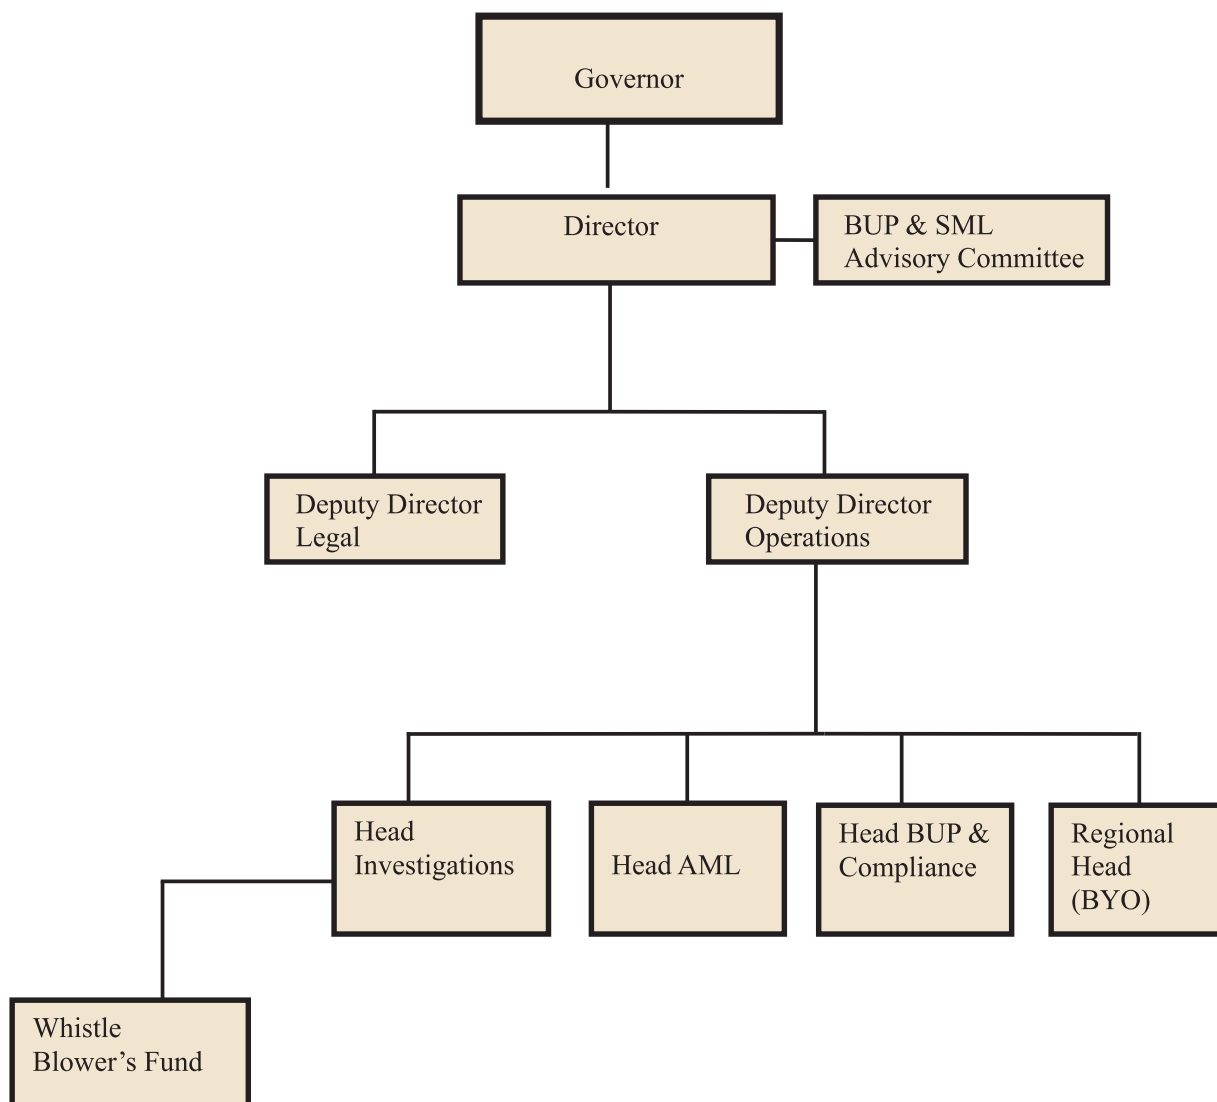 Governor
Director
BUP & SML
Advisory Committee
Deputy Director
Legal
Deputy Director
Operations
Head
Investigations
Head AML
Head BUP &
Compliance
Regional
Head
(BYO)
Whistle
Blower’s Fund